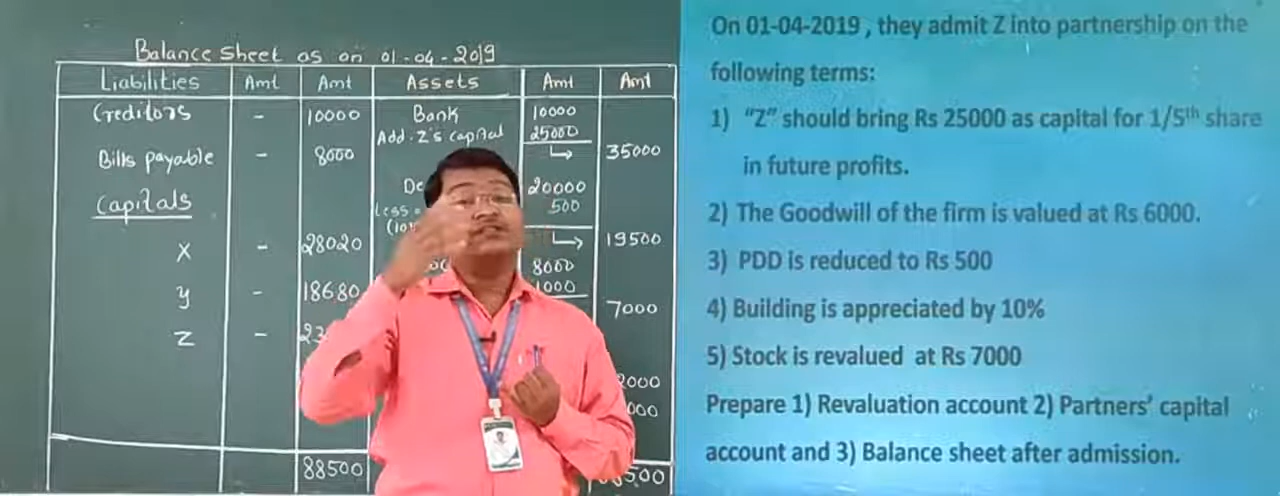 Balance Sheet as on 01-04-2019
Liabilities Amt Amt Assets Amt Amt
Creditors - 10000 Bank 10000
Add. Z's capital 25000
Bills payable - 8000 35000
20000
Capitals Less 500
X - 28020 19500
8000
Y - 18680 1000
7000
Z -
88500
On 01-04-2019 , they admit Z into partnership on the
following terms:
1) "Z" should bring Rs 25000 as capital for 1/5th share
in future profits.
2) The Goodwill of the firm is valued at Rs 6000.
3) PDD is reduced to Rs 500
4) Building is appreciated by 10%
5) Stock is revalued at Rs 7000
Prepare 1) Revaluation account 2) Partners' capital
account and 3) Balance sheet after admission.